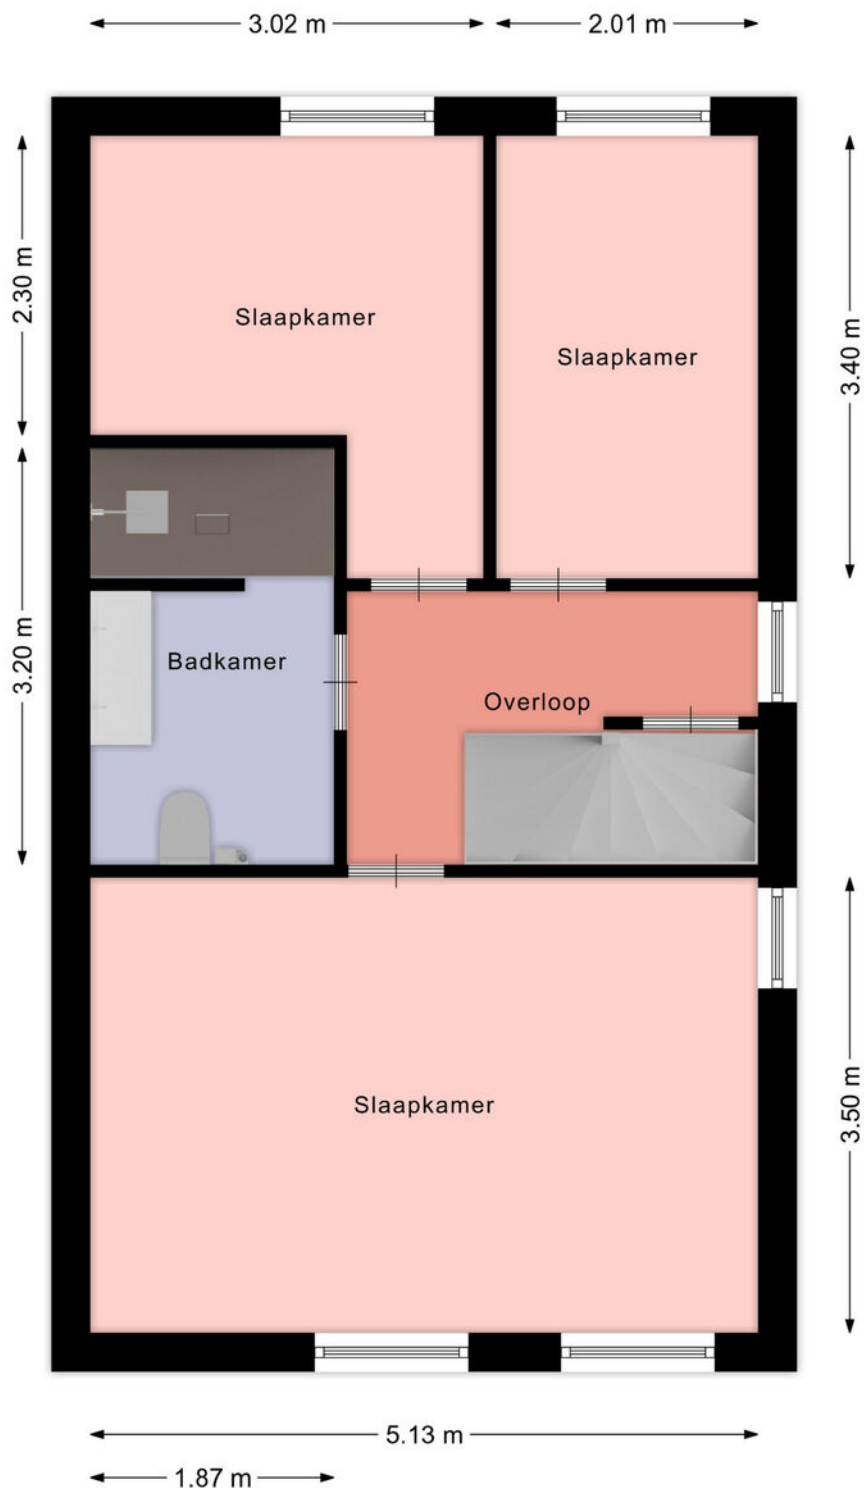 3.02 m
2.01 m
2.30 m
Slaapkamer
Slaapkamer
3.40 m
3.20 m
Badkamer
Overloop
Slaapkamer
3.50 m
5.13 m
1.87 m